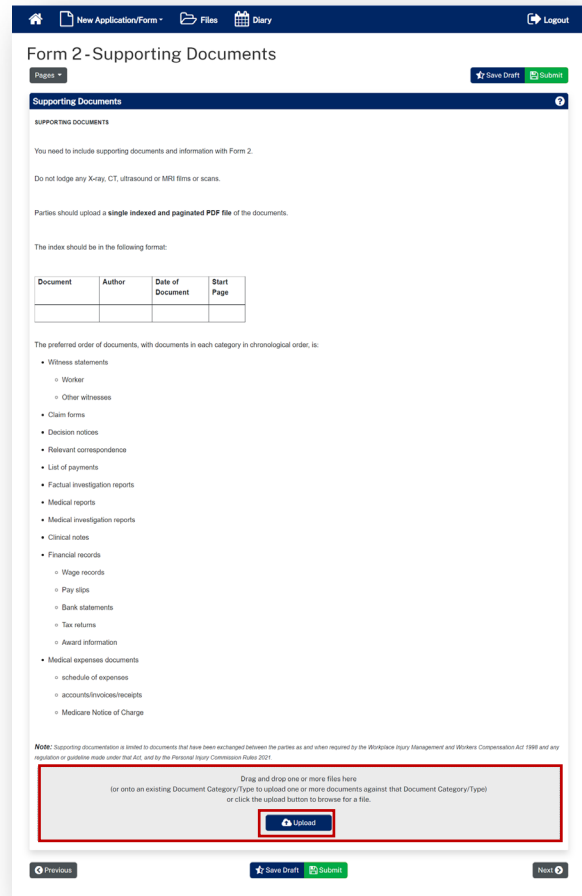 New Application/Form
Files
Diary
Logout
Form 2 - Supporting Documents
Pages
Save Draft
Submit
Supporting Documents
SUPPORTING DOCUMENTS
You need to include supporting documents and information with Form 2.
Do not lodge any X-ray, CT, ultrasound or MRI films or scans.
Parties should upload a single indexed and paginated PDF file of the documents.
The index should be in the following format:
Document Author Date of Start
Document Page
The preferred order of documents, with documents in each category in chronological order, is:
• Witness statements
○ Worker
○ Other witnesses
• Claim forms
• Decision notices
• Relevant correspondence
• List of payments
• Factual investigation reports
• Medical reports
• Medical investigation reports
• Clinical notes
• Financial records
○ Wage records
○ Pay slips
○ Bank statements
○ Tax returns
○ Award information
• Medical expenses documents
○ schedule of expenses
○ accounts/invoices/receipts
○ Medicare Notice of Charge
Note: Supporting documentation is limited to documents that have been exchanged between the parties as and when required by the Workplace Injury Management and Workers Compensation Act 1998 and any
regulation or guideline made under that Act, and by the Personal Injury Commission Rules 2021.
Drag and drop one or more files here
(or onto an existing Document Category/Type to upload one or more documents against that Document Category/Type)
or click the upload button to browse for a file.
Upload
Previous
Save Draft
Submit
Next